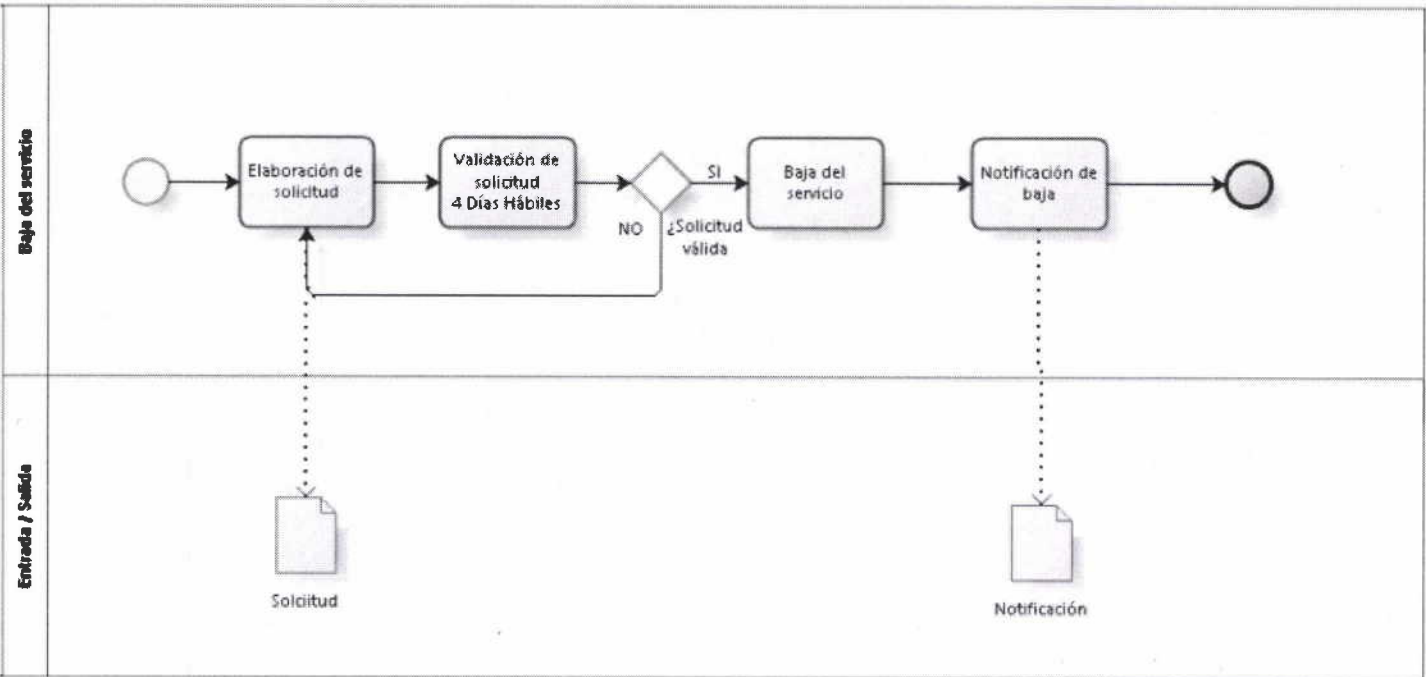 Baja del servicio
Elaboración de
solicitud
Validación de
solicitud
4 Días Hábiles
SI
NO
¿Solicitud
válida
Baja del
servicio
Notificación de
baja
Entrada / Salida
Solciitud
Notificación